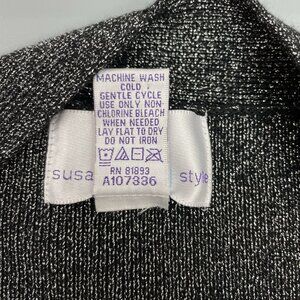 MACHINE WASH
COLD
GENTLE CYCLE
USE ONLY NON-
CHLORINE BLEACH
WHEN NEEDED
LAY FLAT TO DRY
DO NOT IRON
RN 81893
A107336
susa style